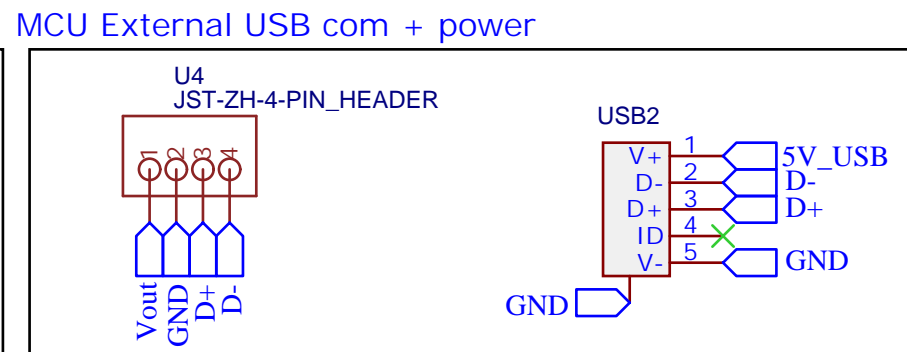 MCU External USB com + power
U4
JST-ZH-4-PIN_HEADER
1 2 3 4
Vout
GND
D+
D-
USB2
V+ 1 5V_USB
D- 2 D-
D+ 3 D+
ID 4
V- 5 GND
GND